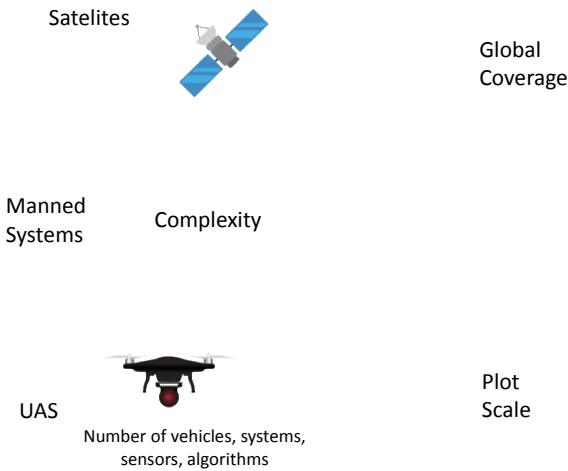 Satelites
Global
Coverage
Manned
Systems
Complexity
UAS
Number of vehicles, systems,
sensors, algorithms
Plot
Scale